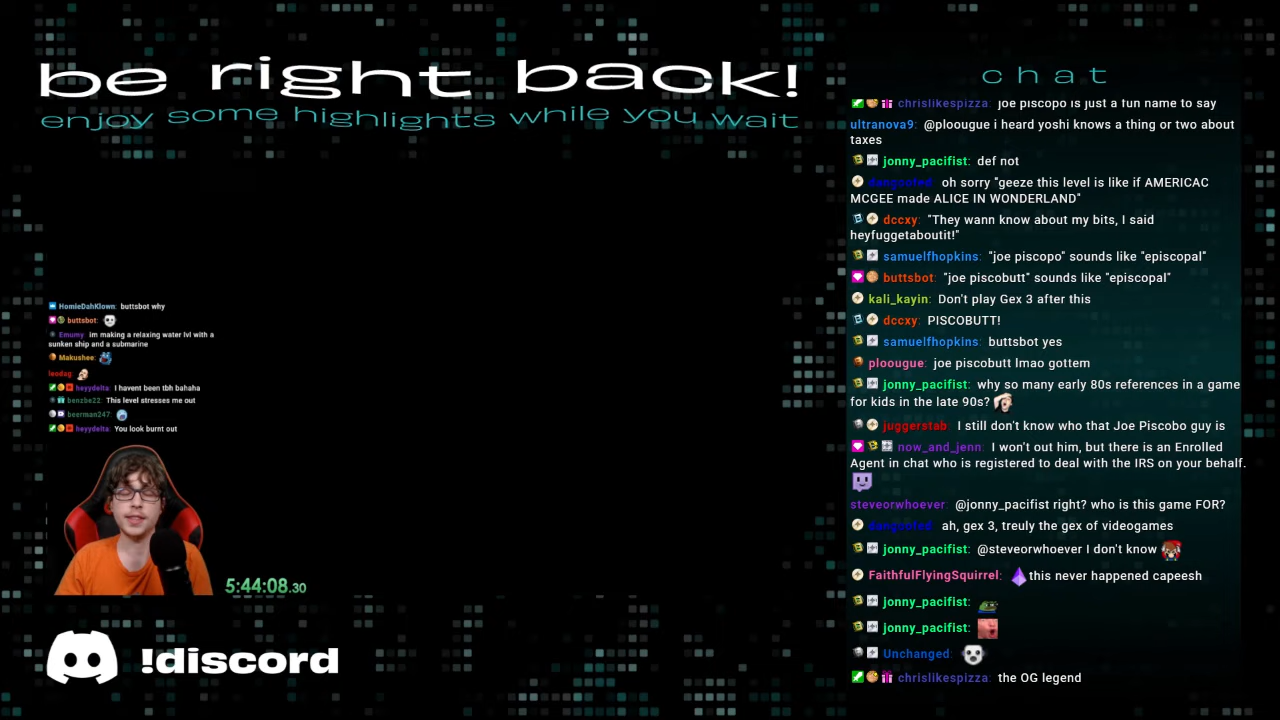 be right back!
enjoy some highlights while you wait
HomieDahKlown: buttsbot why
buttsbot:
Emumy: im making a relaxing water lvl with a
sunken ship and a submarine
Makushee:
leodag:
heyydelta: I havent been tbh bahaha
benzbe22: This level stresses me out
beerman247:
heyydelta: You look burnt out
5:44:08.30
!discord
chat
chrislikespizza: joe piscopo is just a fun name to say
ultranova9: @ploougue i heard yoshi knows a thing or two about
taxes
jonny_pacifist: def not
dangooted: oh sorry "geeze this level is like if AMERICAC
MCGEE made ALICE IN WONDERLAND"
dccxy: "They wann know about my bits, I said
heyfuggetaboutit!"
samuelfhopkins: "joe piscopo" sounds like "episcopal"
buttsbot: "joe piscobutt" sounds like "episcopal"
kali_kayin: Don't play Gex 3 after this
dccxy: PISCOBUTT!
samuelfhopkins: buttsbot yes
ploougue: joe piscobutt lmao gottem
jonny_pacifist: why so many early 80s references in a game
for kids in the late 90s?
juggerstab: I still don't know who that Joe Piscobo guy is
now_and_jenn: I won't out him, but there is an Enrolled
Agent in chat who is registered to deal with the IRS on your behalf.
steveorwhoever: @jonny_pacifist right? who is this game FOR?
dangooted: ah, gex 3, treuly the gex of videogames
jonny_pacifist: @steveorwhoever I don't know
FaithfulFlyingSquirrel: this never happened capeesh
jonny_pacifist:
jonny_pacifist:
Unchanged:
chrislikespizza: the OG legend